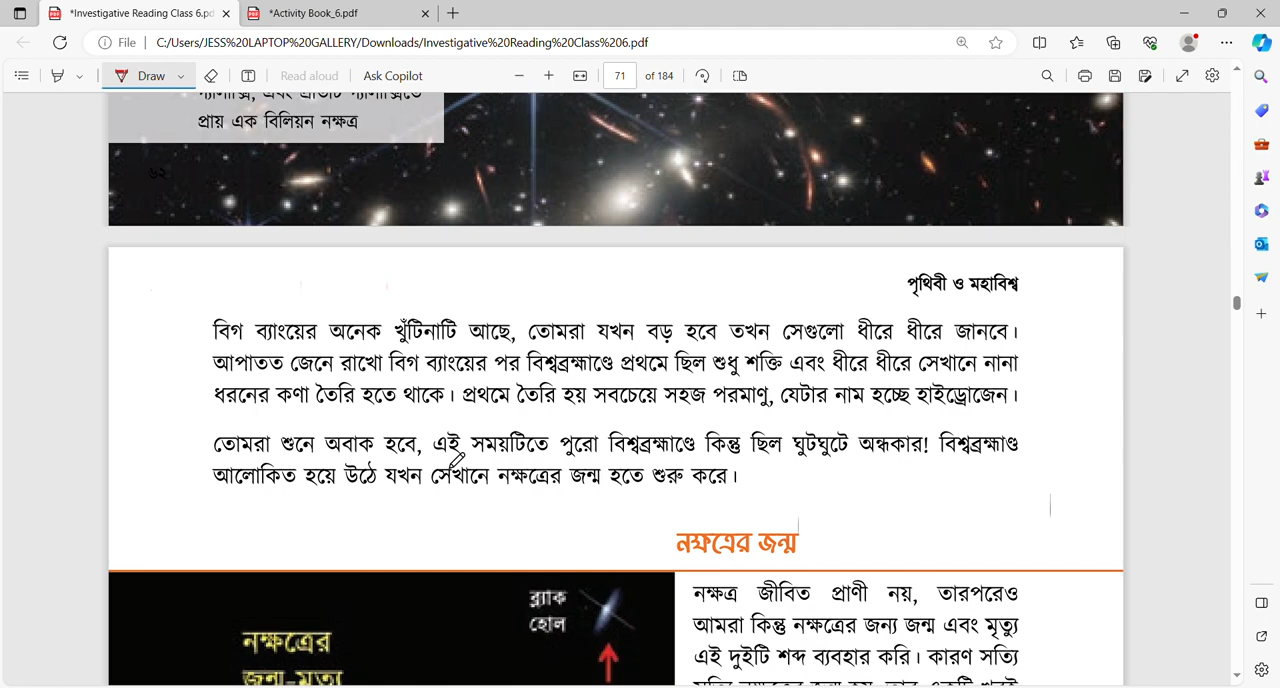 *Investigative Reading Class 6.pd
*Activity Book_6.pdf
File
C:/Users/JESS%20LAPTOP%20GALLERY/Downloads/Investigative%20Reading%20Class%206.pdf
Draw
Read aloud
Ask Copilot
71 of 184
প্রায় এক বিলিয়ন নক্ষত্র
৬২
পৃথিবী ও মহাবিশ্ব
বিগ ব্যাংয়ের অনেক খুঁটিনাটি আছে, তোমরা যখন বড় হবে তখন সেগুলো ধীরে ধীরে জানবে।
আপাতত জেনে রাখো বিগ ব্যাংয়ের পর বিশ্বব্রহ্মাণ্ডে প্রথমে ছিল শুধু শক্তি এবং ধীরে ধীরে সেখানে নানা
ধরনের কণা তৈরি হতে থাকে। প্রথমে তৈরি হয় সবচেয়ে সহজ পরমাণু, যেটার নাম হচ্ছে হাইড্রোজেন।
তোমরা শুনে অবাক হবে, এই সময়টিতে পুরো বিশ্বব্রহ্মাণ্ডে কিন্তু ছিল ঘুটঘুটে অন্ধকার! বিশ্বব্রহ্মাণ্ড
আলোকিত হয়ে উঠে যখন সেখানে নক্ষত্রের জন্ম হতে শুরু করে।
নক্ষত্রের জন্ম
ব্ল্যাক
হোল
নক্ষত্রের
জন্ম-মৃত্যু
নক্ষত্র জীবিত প্রাণী নয়, তারপরেও
আমরা কিন্তু নক্ষত্রের জন্য জন্ম এবং মৃত্যু
এই দুইটি শব্দ ব্যবহার করি। কারণ সত্যি